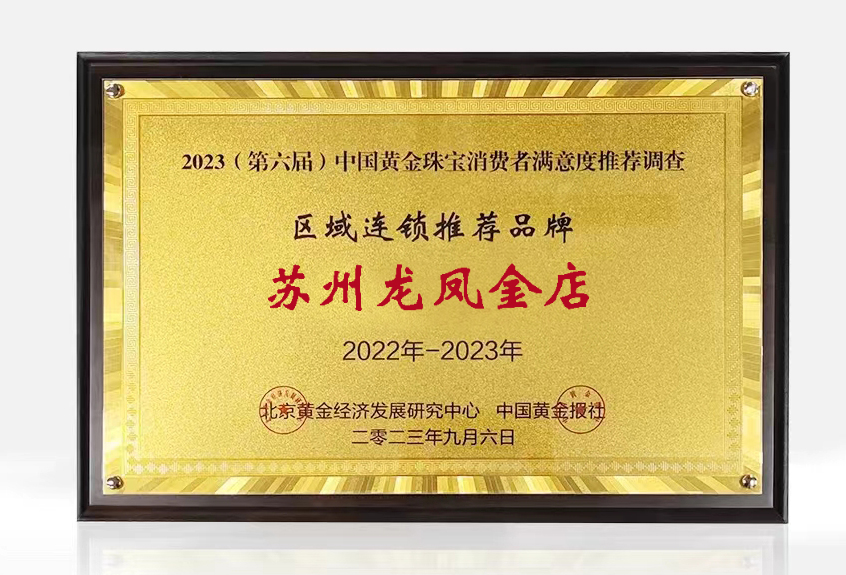 2023（第六届）中国黄金珠宝消费者满意度推荐调查
区域连锁推荐品牌
苏州龙凤金店
2022年-2023年
北京黄金经济发展研究中心 中国黄金报社
二零二三年九月六日